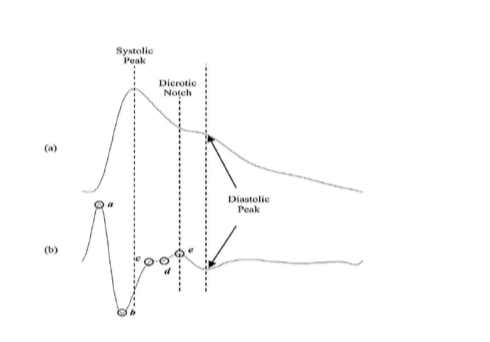 Systolic
Peak
Dicrotic
Notch
(a)
Diastolic
Peak
a
(b)
c
d
e
b